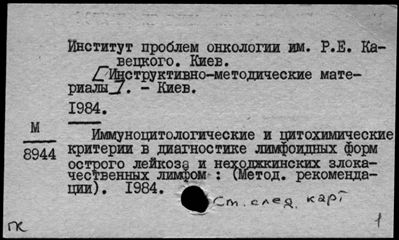 Институт проблем онкологии им. Р.Е. Ка-
вецкого. Киев.
[Инструктивно-методические мате-
риалы]. - Киев.
1984.
М
8944
Иммуноцитологические и цитохимические
критерии в диагностике лимфоидных форм
острого лейкоза и неходжкинских злока-
чественных лимфом : (Метод. рекоменда-
ции). 1984.
Ст. след. карт
ПК
1